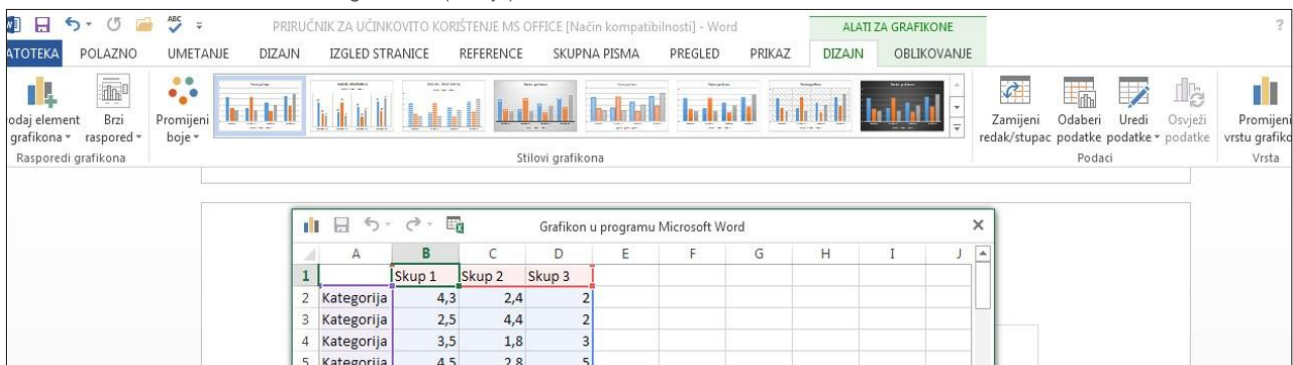 ABC
PRIRUČNIK ZA UČINKOVITO KORIŠTENJE MS OFFICE [Način kompatibilnosti] - Word
ALATI ZA GRAFIKONE
?
ATOTEKA POLAZNO UMETANJE DIZAJN IZGLED STRANICE REFERENCE SKUPNA PISMA PREGLED PRIKAZ DIZAJN OBLIKOVANJE
odaj element grafikona
Brzi raspored
Promijeni boje
Zamijeni redak/stupac
Odaberi podatke
Uredi podatke
Osvježi podatke
Promijeni vrstu grafiko
Rasporedi grafikona
Stilovi grafikona
Podaci
Vrsta
Grafikon u programu Microsoft Word
A B C D E F G H I J
1 Skup 1 Skup 2 Skup 3
2 Kategorija 4,3 2,4 2
3 Kategorija 2,5 4,4 2
4 Kategorija 3,5 1,8 3
5 Kategorija 4,5 2,8 5